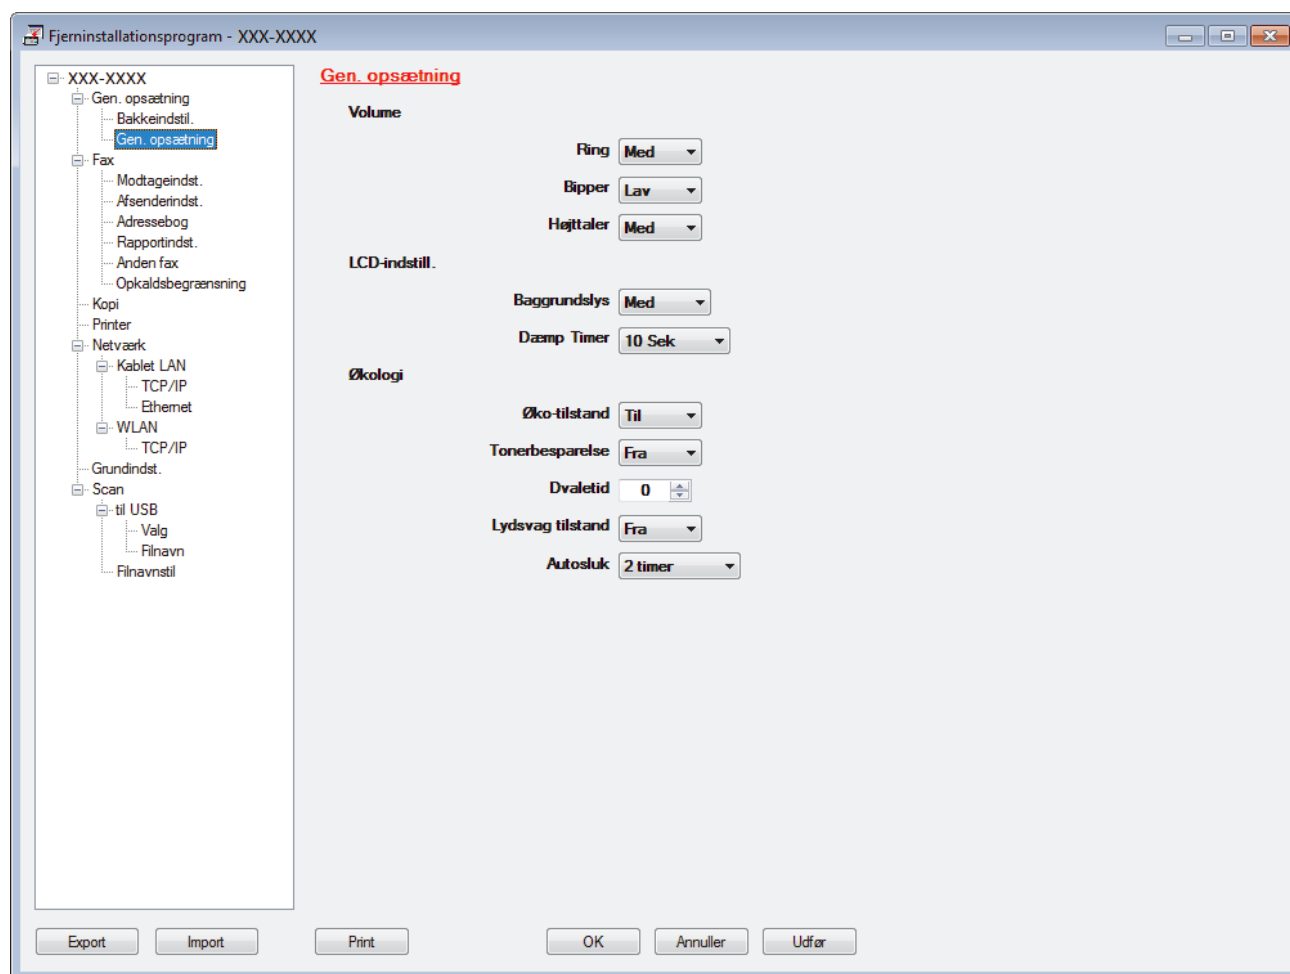 Fjerninstallationsprogram - XXX-XXXX
XXX-XXXX
Gen. opsætning
Bakkeindstil.
Gen. opsætning
Fax
Modtageindst.
Afsenderindst.
Adressebog
Rapportindst.
Anden fax
Opkaldsbegrænsning
Kopi
Printer
Netværk
Kablet LAN
TCP/IP
Ethernet
WLAN
TCP/IP
Grundindst.
Scan
til USB
Valg
Filnavn
Filnavnstil
Gen. opsætning
Volume
Ring Med
Bipper Lav
Højttaler Med
LCD-indstill.
Baggrundslys Med
Dæmp Timer 10 Sek
Økologi
Øko-tilstand Til
Tonerbesparelse Fra
Dvaletid 0
Lydsvag tilstand Fra
Autosluk 2 timer
Export Import Print OK Annuller Udfør